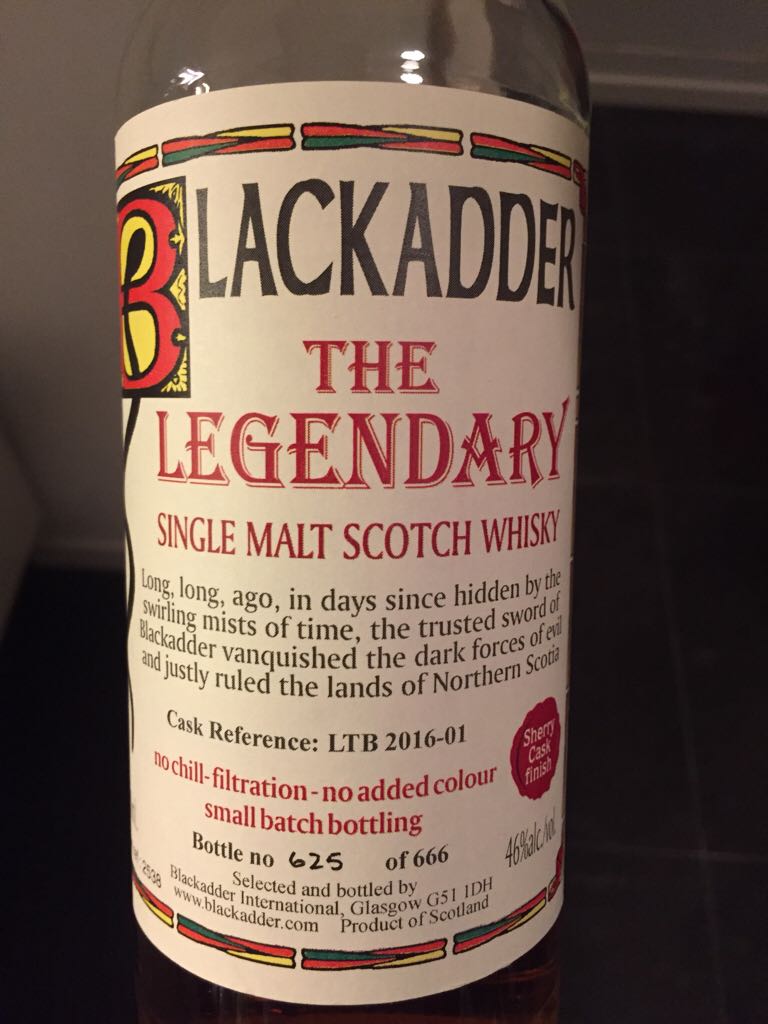 BLACKADDER
THE
LEGENDARY
SINGLE MALT SCOTCH WHISKY
Long, long, ago, in days since hidden by the
swirling mists of time, the trusted sword of
Blackadder vanquished the dark forces of evil
and justly ruled the lands of Northern Scotia
Cask Reference: LTB 2016-01
Sherry
Cask
finish
no chill-filtration - no added colour
small batch bottling
Bottle no 625 of 666
46%alc./vol.
Selected and bottled by
Blackadder International, Glasgow G51 1DH
www.blackadder.com Product of Scotland